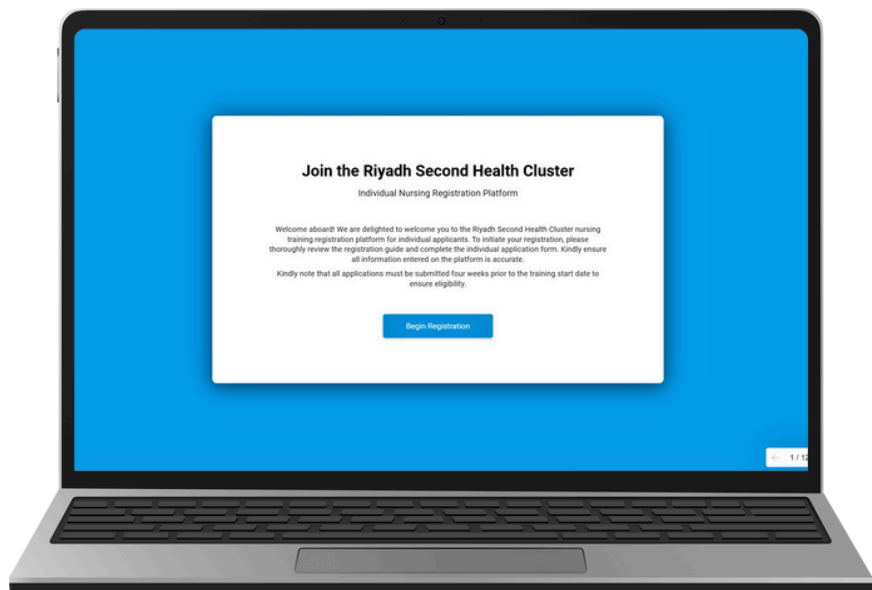 Join the Riyadh Second Health Cluster
Individual Nursing Registration Platform
Welcome aboard! We are delighted to welcome you to the Riyadh Second Health Cluster nursing
training registration platform for individual applicants. To initiate your registration, please
thoroughly review the registration guide and complete the individual application form. Kindly ensure
all information entered on the platform is accurate.
Kindly note that all applications must be submitted four weeks prior to the training start date to
ensure eligibility.
Begin Registration
1 / 12